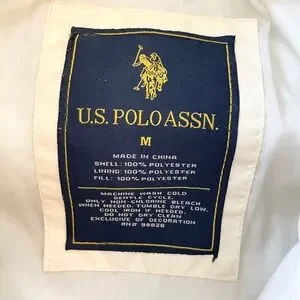 U.S. POLO ASSN.
M
MADE IN CHINA
SHELL: 100% POLYESTER
LINING: 100% POLYESTER
FILL: 100% POLYESTER
MACHINE WASH COLD
GENTLE CYCLE
ONLY NON-CHLORINE BLEACH
WHEN NEEDED. TUMBLE DRY LOW,
COOL IRON IF NEEDED.
DO NOT DRY CLEAN
EXCLUSIVE OF DECORATION
RN# 98026